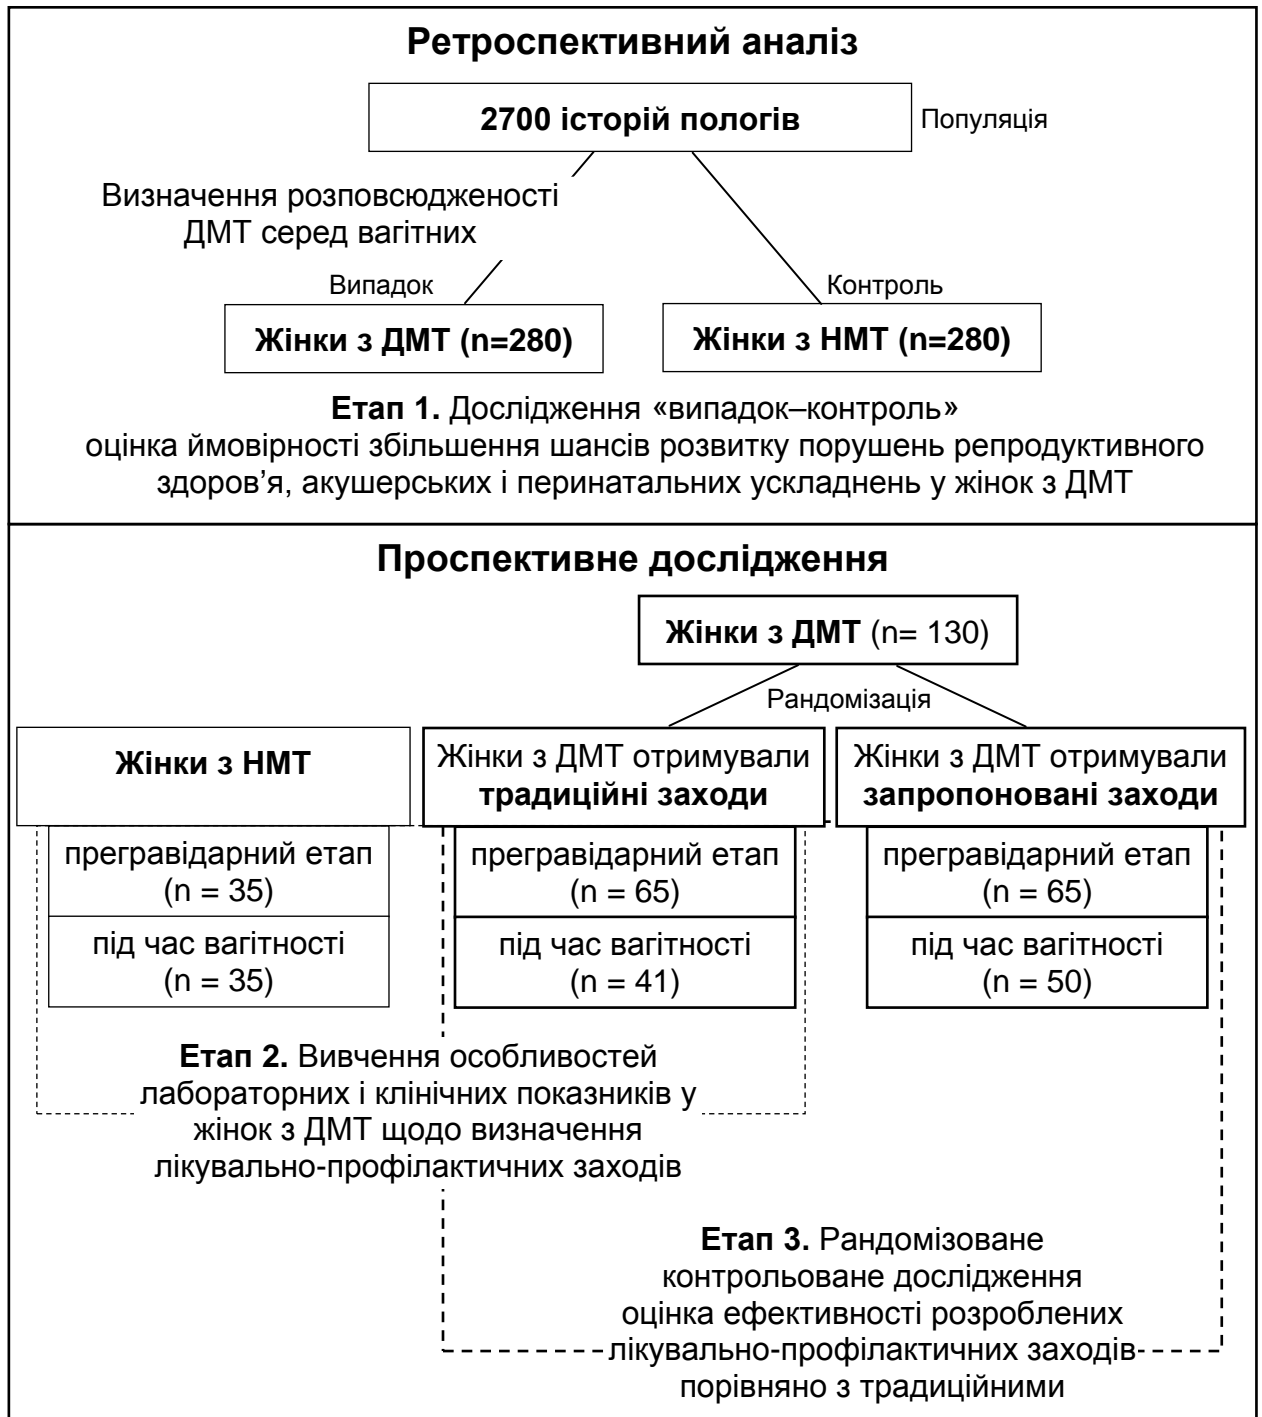 Ретроспективний аналіз
2700 історій пологів
Популяція
Визначення розповсюдженості
ДМТ серед вагітних
Випадок
Контроль
Жінки з ДМТ (n=280)
Жінки з НМТ (n=280)
Етап 1. Дослідження «випадок–контроль»
оцінка ймовірності збільшення шансів розвитку порушень репродуктивного
здоров’я, акушерських і перинатальних ускладнень у жінок з ДМТ
Проспективне дослідження
Жінки з ДМТ (n= 130)
Рандомізація
Жінки з НМТ
прегравідарний етап
(n = 35)
під час вагітності
(n = 35)
Жінки з ДМТ отримували
традиційні заходи
прегравідарний етап
(n = 65)
під час вагітності
(n = 41)
Жінки з ДМТ отримували
запропоновані заходи
прегравідарний етап
(n = 65)
під час вагітності
(n = 50)
Етап 2. Вивчення особливостей
лабораторних і клінічних показників у
жінок з ДМТ щодо визначення
лікувально-профілактичних заходів
Етап 3. Рандомізоване
контрольоване дослідження
оцінка ефективності розроблених
лікувально-профілактичних заходів
порівняно з традиційними